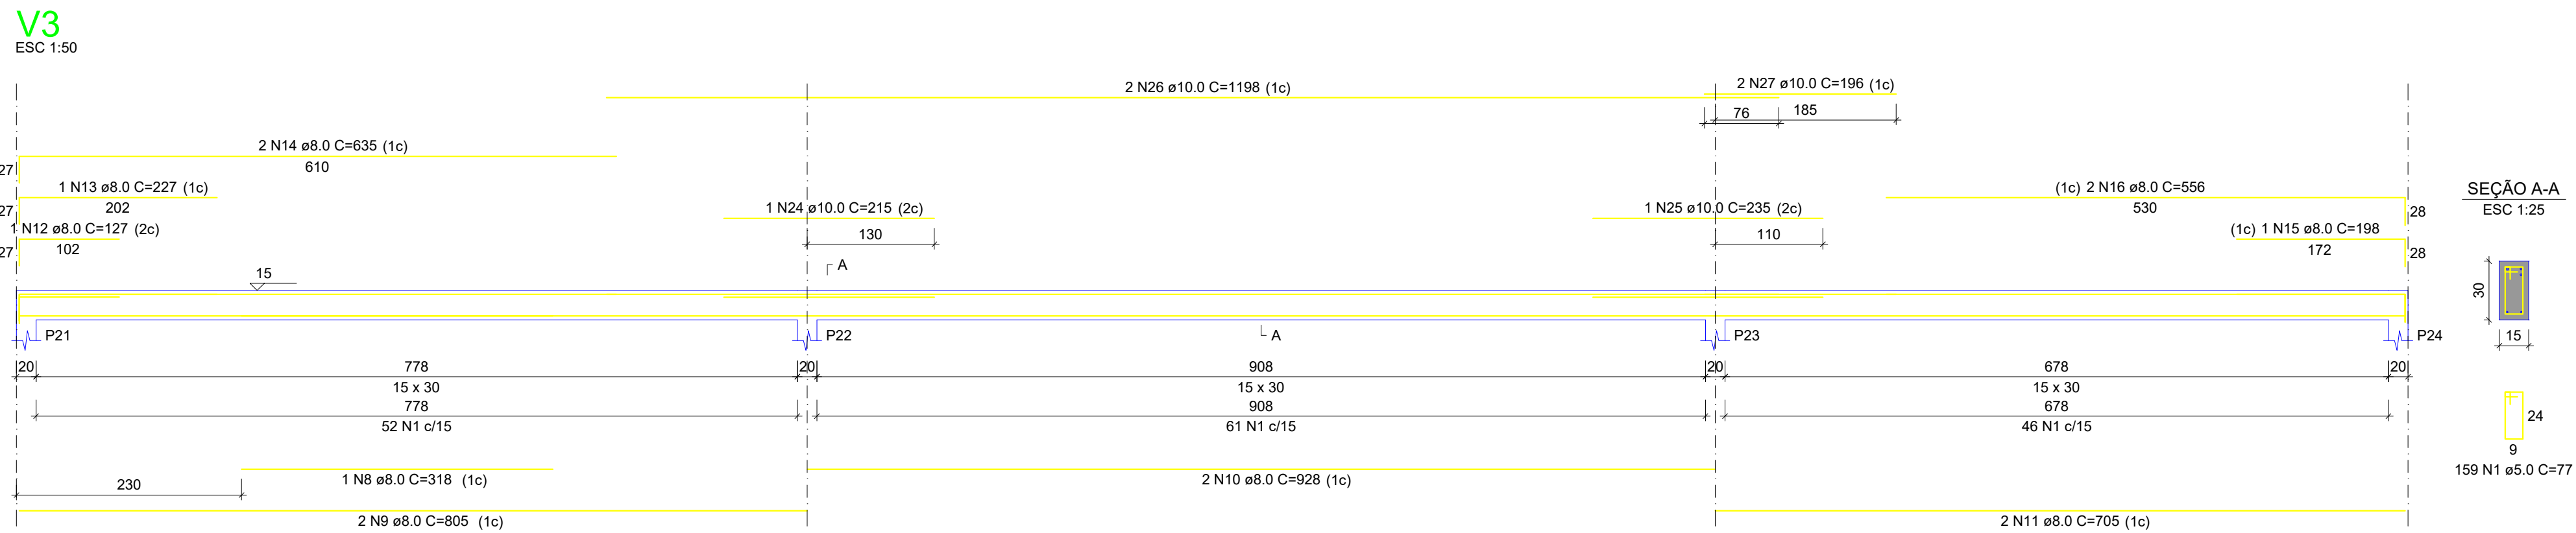 V3
ESC 1:50
2 N26 ø10.0 C=1198 (1c)
2 N27 ø10.0 C=196 (1c)
76
185
2 N14 ø8.0 C=635 (1c)
27
610
1 N13 ø8.0 C=227 (1c)
27
202
1 N12 ø8.0 C=127 (2c)
27
102
1 N24 ø10.0 C=215 (2c)
130
1 N25 ø10.0 C=235 (2c)
110
(1c) 2 N16 ø8.0 C=556
530
28
(1c) 1 N15 ø8.0 C=198
172
28
SEÇÃO A-A
ESC 1:25
15
A
A
P21
P22
P23
P24
30
15
20
778
20
908
20
678
20
15 x 30
15 x 30
15 x 30
778
908
678
52 N1 c/15
61 N1 c/15
46 N1 c/15
24
9
159 N1 ø5.0 C=77
230
1 N8 ø8.0 C=318 (1c)
2 N10 ø8.0 C=928 (1c)
2 N9 ø8.0 C=805 (1c)
2 N11 ø8.0 C=705 (1c)